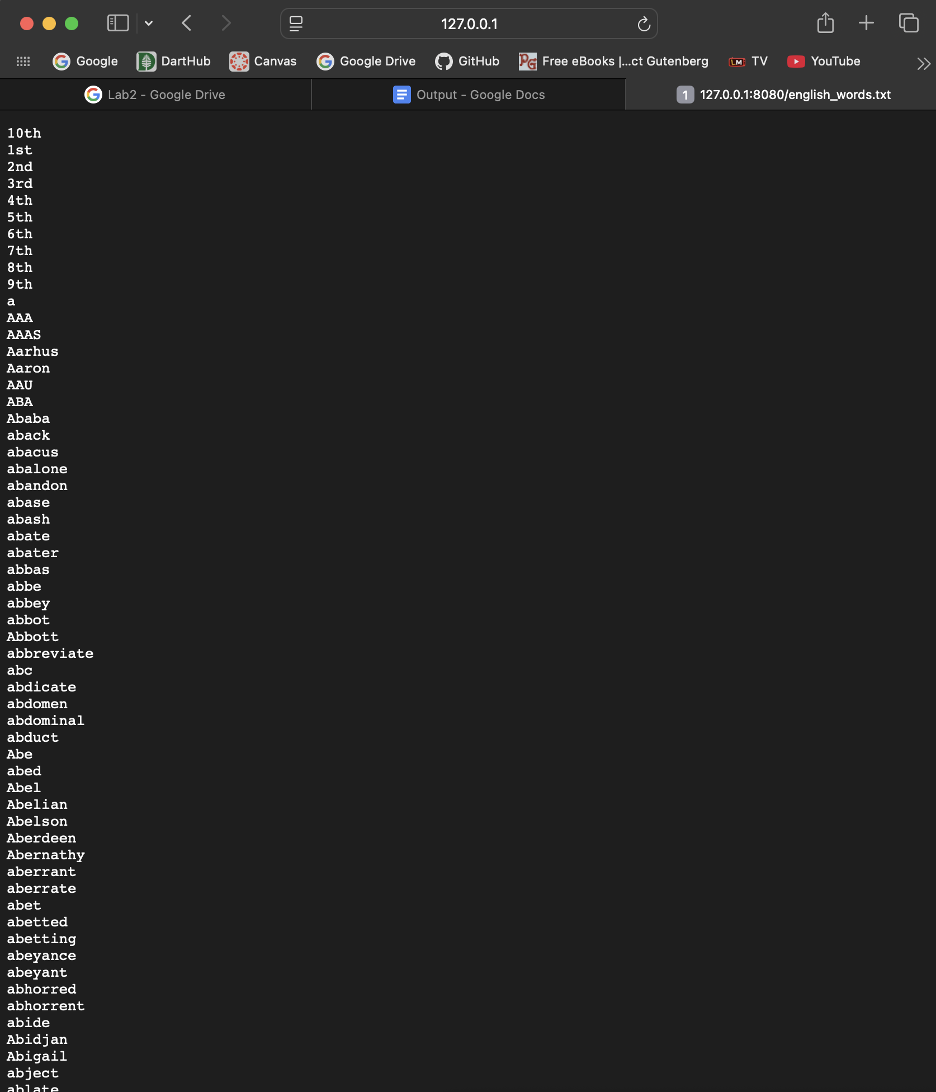 127.0.0.1
Google
DartHub
Canvas
Google Drive
GitHub
Free eBooks |...ct Gutenberg
TV
YouTube
Lab2 - Google Drive
Output - Google Docs
1 127.0.0.1:8080/english_words.txt
10th
1st
2nd
3rd
4th
5th
6th
7th
8th
9th
a
AAA
AAAS
Aarhus
Aaron
AAU
ABA
Ababa
aback
abacus
abalone
abandon
abase
abash
abate
abater
abbas
abbe
abbey
abbot
Abbott
abbreviate
abc
abdicate
abdomen
abdominal
abduct
Abe
abed
Abel
Abelian
Abelson
Aberdeen
Abernathy
aberrant
aberrate
abet
abetted
abetting
abeyance
abeyant
abhorred
abhorrent
abide
Abidjan
Abigail
abject
ablate